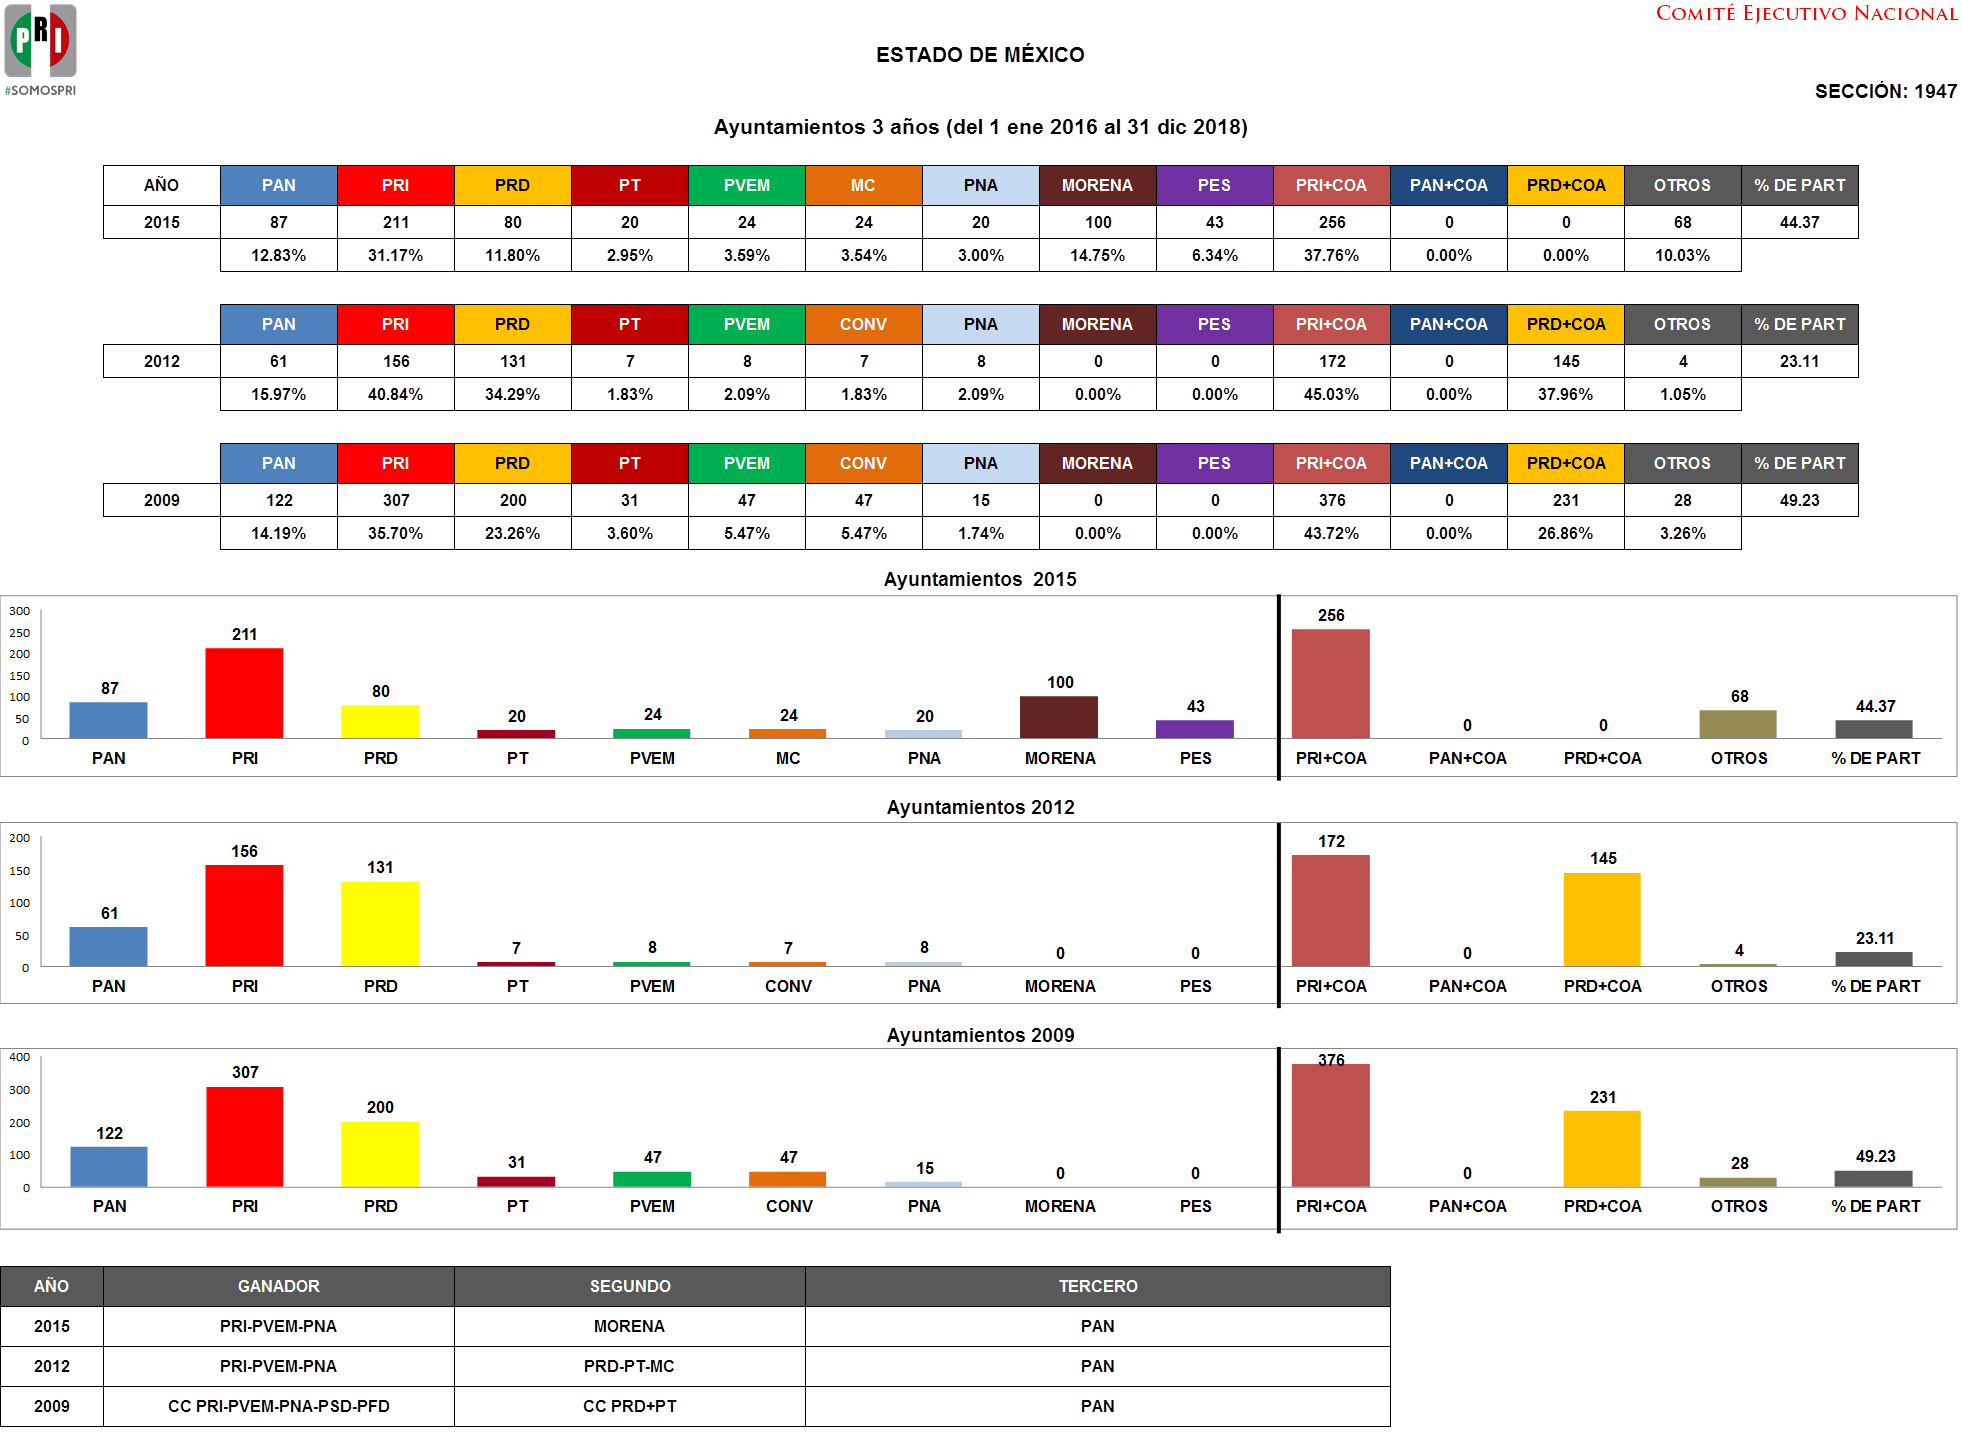 PRI
#SOMOSPRI
COMITÉ EJECUTIVO NACIONAL
ESTADO DE MÉXICO
SECCIÓN: 1947
Ayuntamientos 3 años (del 1 ene 2016 al 31 dic 2018)
AÑO PAN PRI PRD PT PVEM MC PNA MORENA PES PRI+COA PAN+COA PRD+COA OTROS % DE PART
2015 87 211 80 20 24 24 20 100 43 256 0 0 68 44.37
12.83% 31.17% 11.80% 2.95% 3.59% 3.54% 3.00% 14.75% 6.34% 37.76% 0.00% 0.00% 10.03%
PAN PRI PRD PT PVEM CONV PNA MORENA PES PRI+COA PAN+COA PRD+COA OTROS % DE PART
2012 61 156 131 7 8 7 8 0 0 172 0 145 4 23.11
15.97% 40.84% 34.29% 1.83% 2.09% 1.83% 2.09% 0.00% 0.00% 45.03% 0.00% 37.96% 1.05%
PAN PRI PRD PT PVEM CONV PNA MORENA PES PRI+COA PAN+COA PRD+COA OTROS % DE PART
2009 122 307 200 31 47 47 15 0 0 376 0 231 28 49.23
14.19% 35.70% 23.26% 3.60% 5.47% 5.47% 1.74% 0.00% 0.00% 43.72% 0.00% 26.86% 3.26%
Ayuntamientos 2015
300
250
200
150
100
50
0
87 211 80 20 24 24 20 100 43 256 0 0 68 44.37
PAN PRI PRD PT PVEM MC PNA MORENA PES PRI+COA PAN+COA PRD+COA OTROS % DE PART
Ayuntamientos 2012
200
150
100
50
0
61 156 131 7 8 7 8 0 0 172 0 145 4 23.11
PAN PRI PRD PT PVEM CONV PNA MORENA PES PRI+COA PAN+COA PRD+COA OTROS % DE PART
Ayuntamientos 2009
400
300
200
100
0
122 307 200 31 47 47 15 0 0 376 0 231 28 49.23
PAN PRI PRD PT PVEM CONV PNA MORENA PES PRI+COA PAN+COA PRD+COA OTROS % DE PART
AÑO GANADOR SEGUNDO TERCERO
2015 PRI-PVEM-PNA MORENA PAN
2012 PRI-PVEM-PNA PRD-PT-MC PAN
2009 CC PRI-PVEM-PNA-PSD-PFD CC PRD+PT PAN